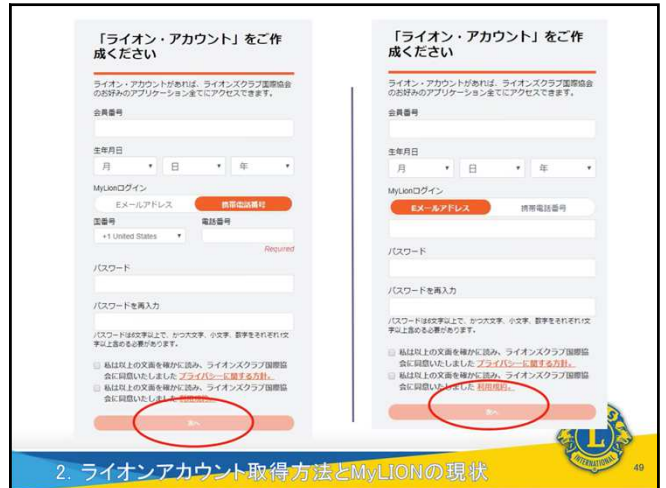 「ライオン・アカウント」をご作
成ください
ライオン・アカウントがあれば、ライオンズクラブ国際協会
のお好みのアプリケーション全てにアクセスできます。
会員番号
生年月日
月 日 年
MyLionログイン
Eメールアドレス 携帯電話番号
国番号 電話番号
+1 United States
Required
パスワード
パスワードを再入力
パスワードは6文字以上で、かつ大文字、小文字、数字をそれぞれ1文
字以上含める必要があります。
私は以上の文面を確かに読み、ライオンズクラブ国際協
会に同意いたしました プライバシーに関する方針。
私は以上の文面を確かに読み、ライオンズクラブ国際協
会に同意いたしました 利用規約。
次へ
「ライオン・アカウント」をご作
成ください
ライオン・アカウントがあれば、ライオンズクラブ国際協会
のお好みのアプリケーション全てにアクセスできます。
会員番号
生年月日
月 日 年
MyLionログイン
Eメールアドレス 携帯電話番号
パスワード
パスワードを再入力
パスワードは6文字以上で、かつ大文字、小文字、数字をそれぞれ1文
字以上含める必要があります。
私は以上の文面を確かに読み、ライオンズクラブ国際協
会に同意いたしました プライバシーに関する方針。
私は以上の文面を確かに読み、ライオンズクラブ国際協
会に同意いたしました 利用規約。
次へ
LIONS
L
INTERNATIONAL
2. ライオンアカウント取得方法とMyLIONの現状
49